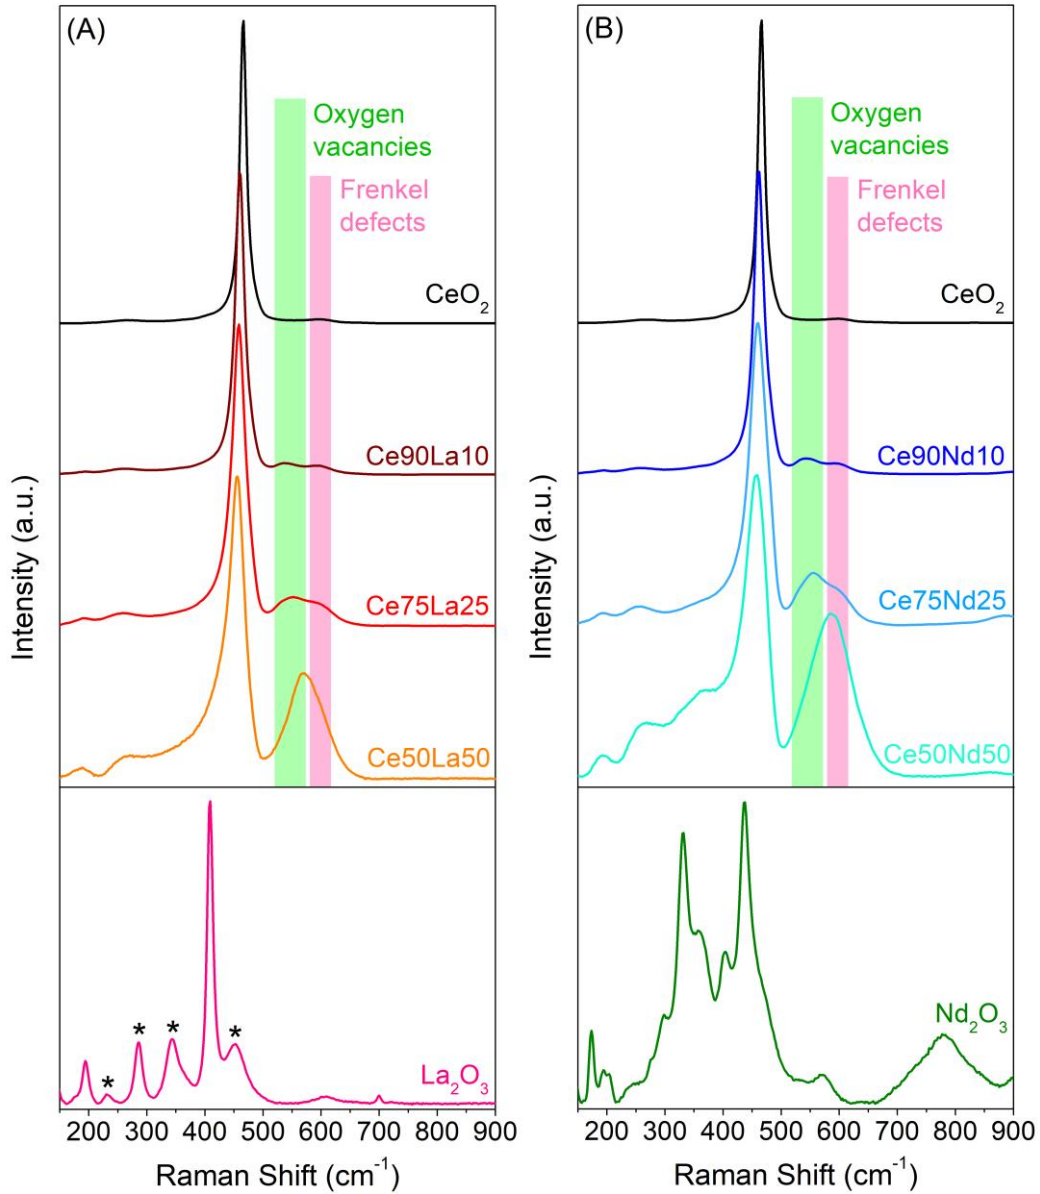 (A)
Oxygen
vacancies
Frenkel
defects
CeO₂
Ce90La10
Ce75La25
Ce50La50
* * * *
La₂O₃
Intensity (a.u.)
200 300 400 500 600 700 800 900
Raman Shift (cm⁻¹)
(B)
Oxygen
vacancies
Frenkel
defects
CeO₂
Ce90Nd10
Ce75Nd25
Ce50Nd50
Nd₂O₃
Intensity (a.u.)
200 300 400 500 600 700 800 900
Raman Shift (cm⁻¹)